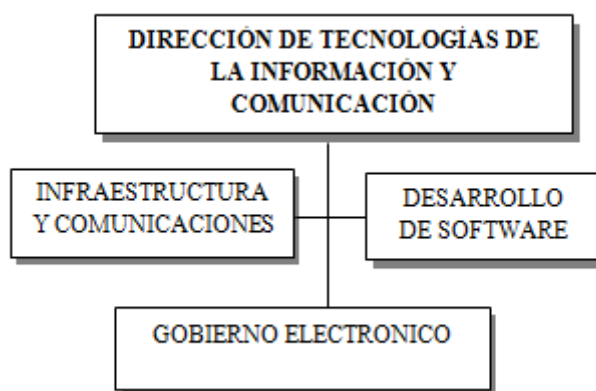 DIRECCIÓN DE TECNOLOGÍAS DE
LA INFORMACIÓN Y
COMUNICACIÓN
INFRAESTRUCTURA
Y COMUNICACIONES
DESARROLLO
DE SOFTWARE
GOBIERNO ELECTRONICO